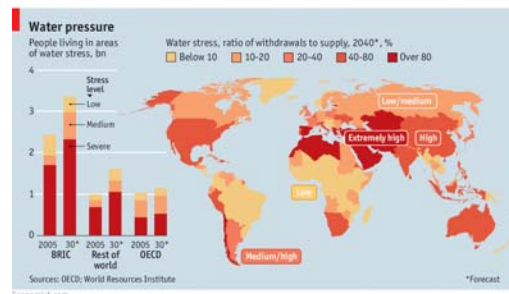 Water pressure
People living in areas
of water stress, bn
Water stress, ratio of withdrawals to supply, 2040*, %
Below 10
10-20
20-40
40-80
Over 80
4
Stress
level
Low
3
Medium
Severe
2
1
0
2005 30*
2005 30*
2005 30*
BRIC
Rest of
world
OECD
Low/medium
Extremely high
High
Low
Medium/high
Sources: OECD; World Resources Institute
*Forecast